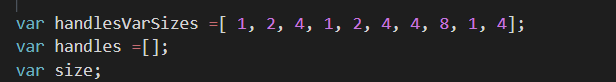 var handlesVarSizes =[ 1, 2, 4, 1, 2, 4, 4, 8, 1, 4];
var handles =[];
var size;